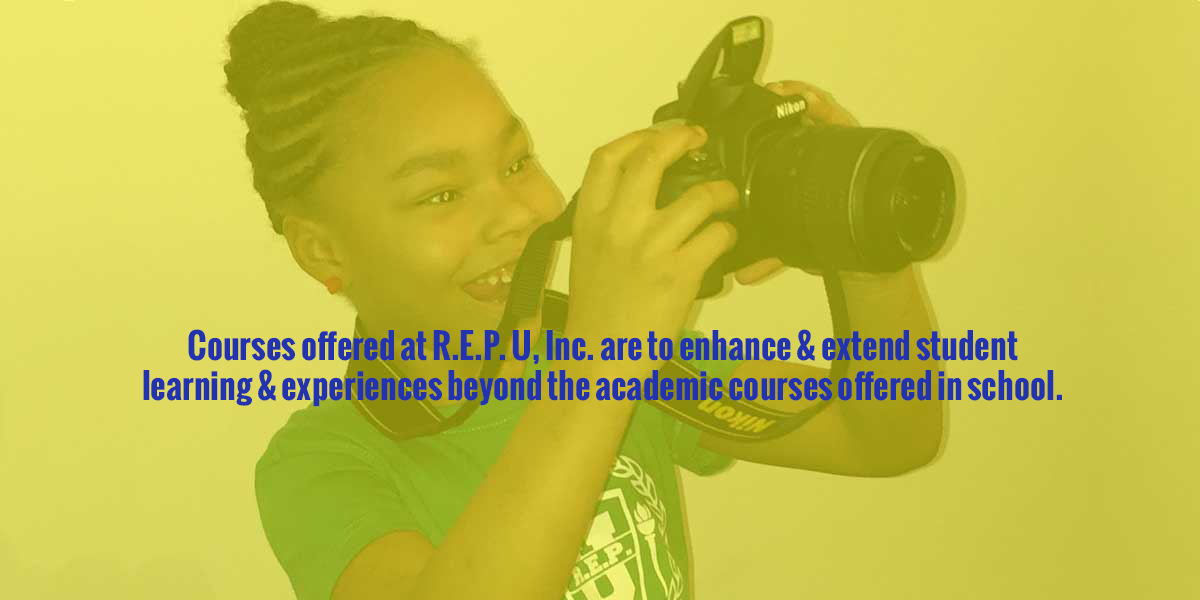 Nikon
Courses offered at R.E.P. U, Inc. are to enhance & extend student
learning & experiences beyond the academic courses offered in school.
Nikon
Nikon
R.E.P.
U